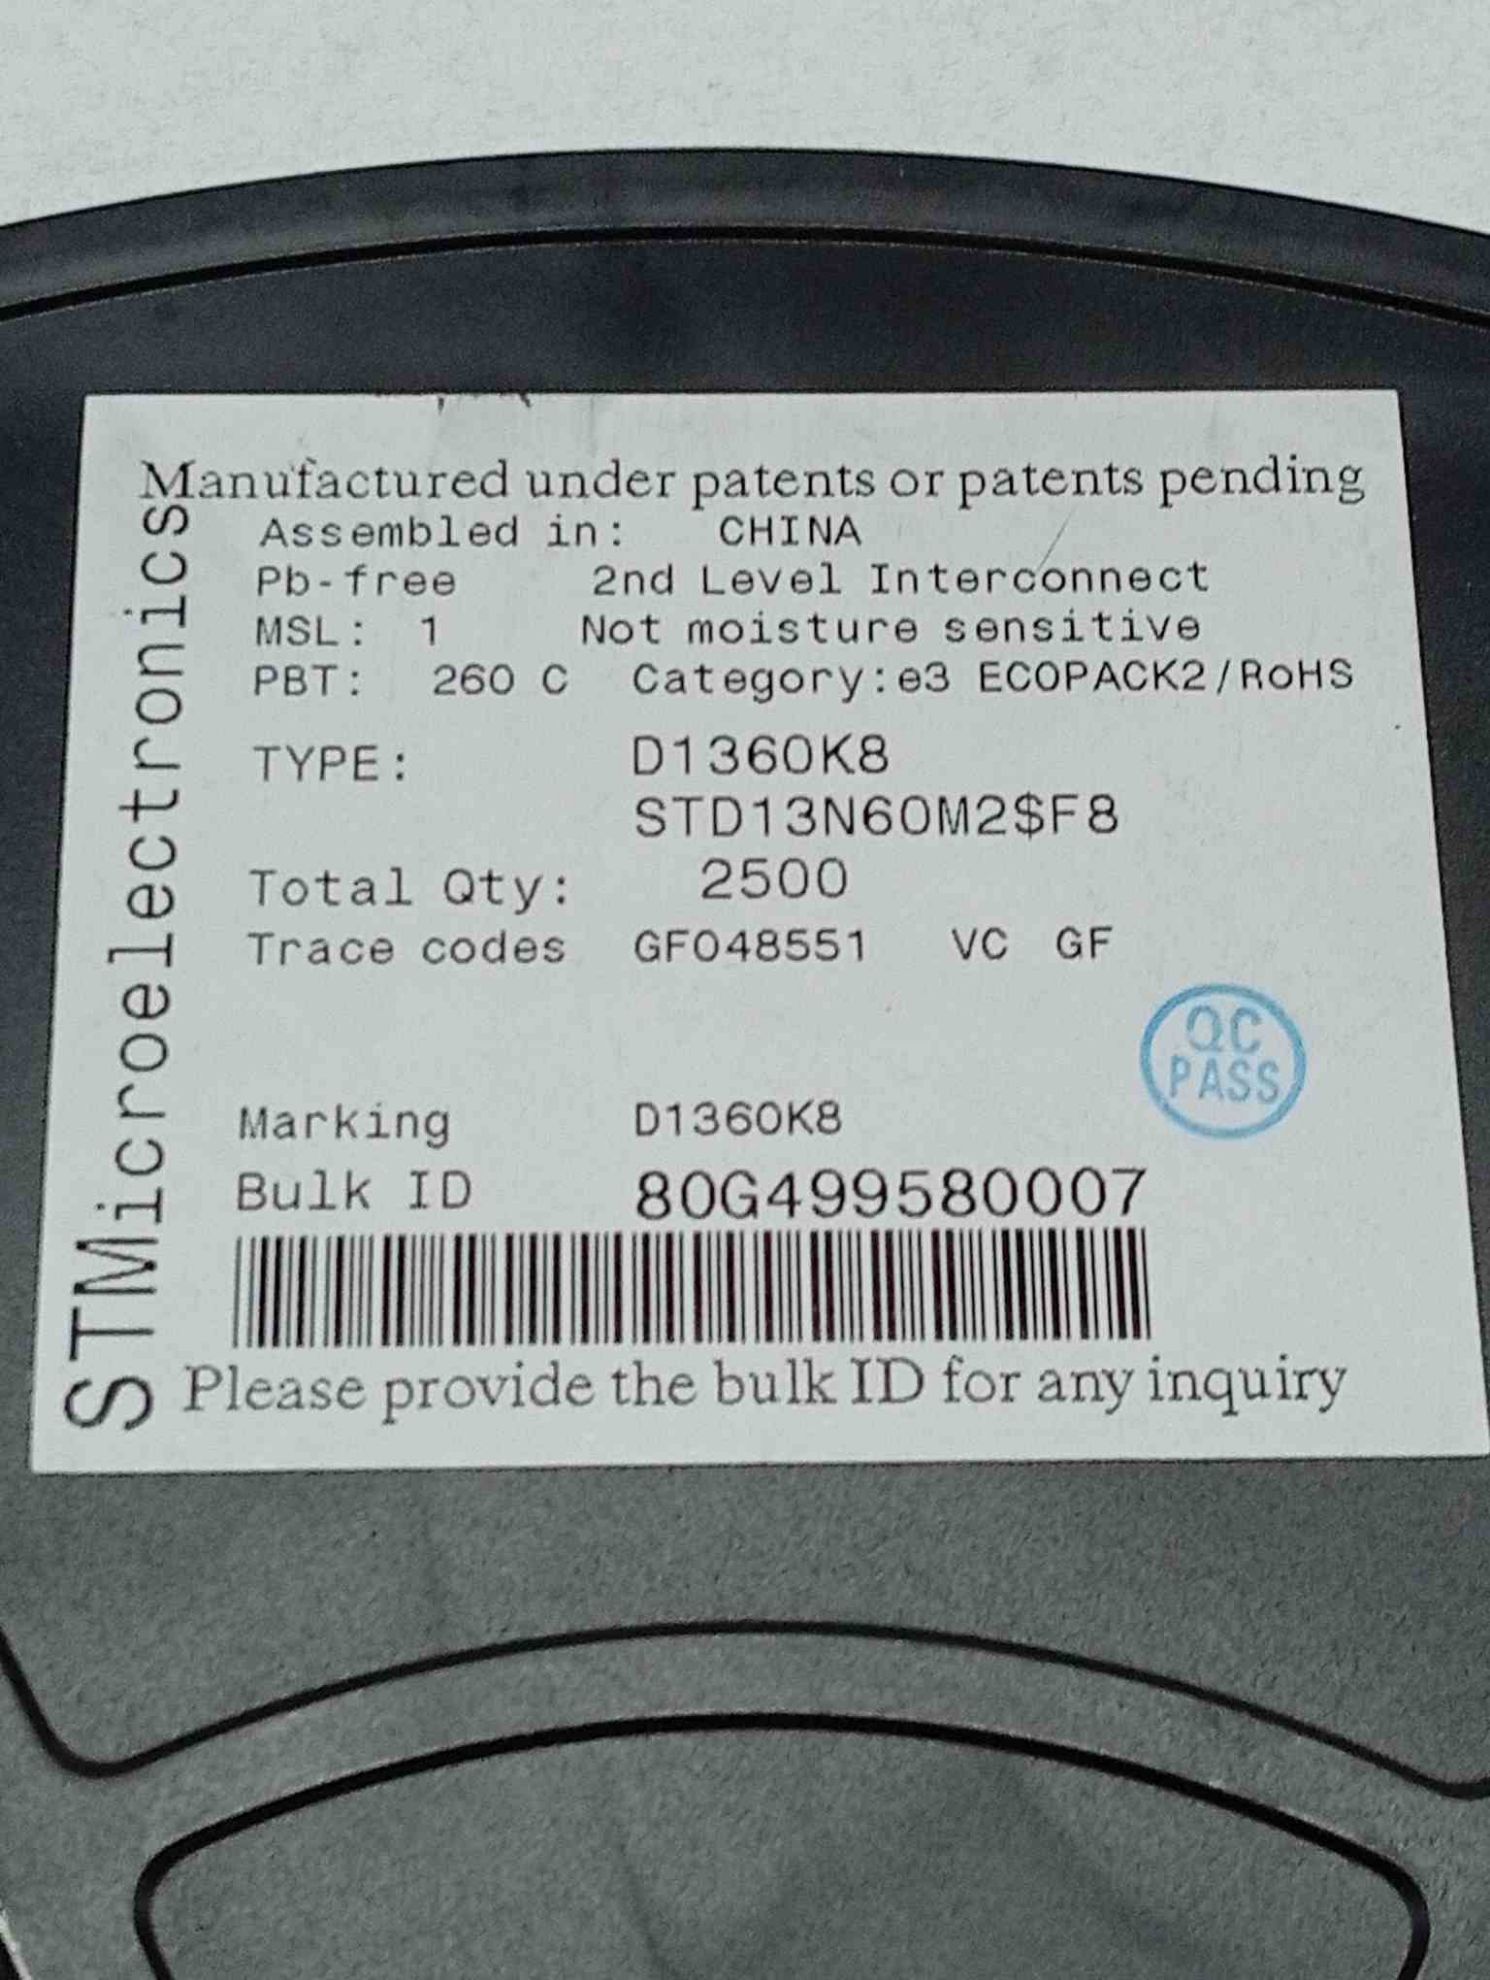 Manufactured under patents or patents pending
Assembled in: CHINA
Pb-free 2nd Level Interconnect
MSL: 1 Not moisture sensitive
PBT: 260 C Category:e3 ECOPACK2/RoHS
TYPE: D1360K8
STD13N60M2$F8
Total Qty: 2500
Trace codes GF048551 VC GF
QC
PASS
Marking D1360K8
Bulk ID 80G499580007
Please provide the bulk ID for any inquiry
STMicroelectronics